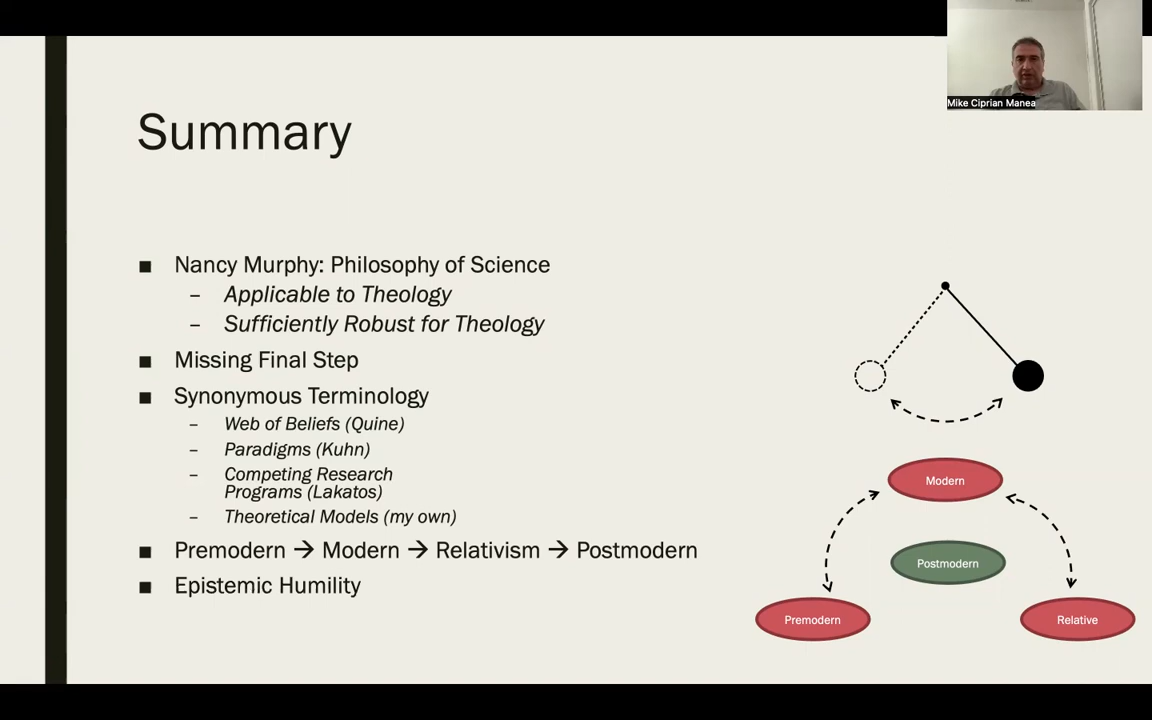 Mike Ciprian Manea
Summary
■ Nancy Murphy: Philosophy of Science
– Applicable to Theology
– Sufficiently Robust for Theology
■ Missing Final Step
■ Synonymous Terminology
– Web of Beliefs (Quine)
– Paradigms (Kuhn)
– Competing Research
Programs (Lakatos)
– Theoretical Models (my own)
■ Premodern → Modern → Relativism → Postmodern
■ Epistemic Humility
Modern
Postmodern
Premodern
Relative